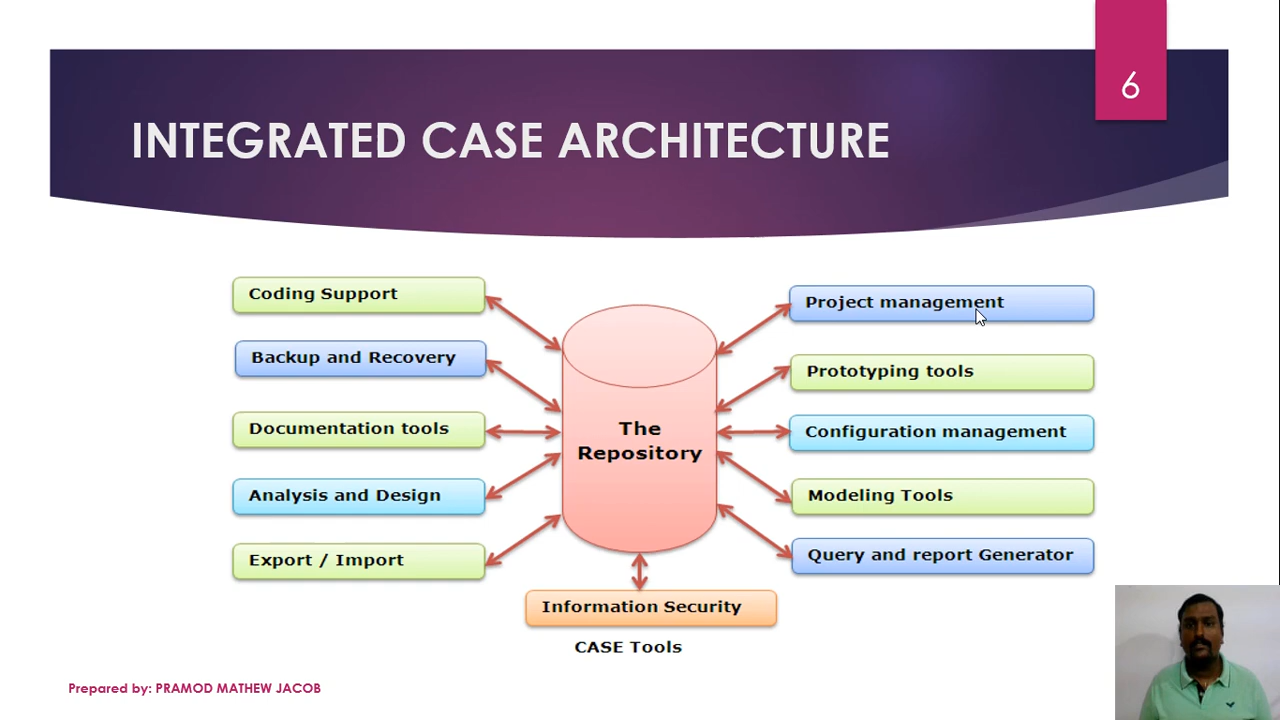 6
INTEGRATED CASE ARCHITECTURE
Coding Support
Backup and Recovery
Documentation tools
Analysis and Design
Export / Import
The
Repository
Project management
Prototyping tools
Configuration management
Modeling Tools
Query and report Generator
Information Security
CASE Tools
Prepared by: PRAMOD MATHEW JACOB